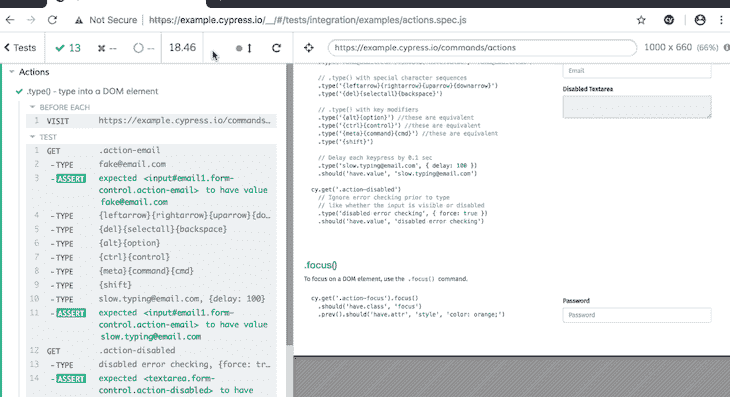 Not Secure
https://example.cypress.io/__/#/tests/integration/examples/actions.spec.js
Tests
13
--
--
18.46
https://example.cypress.io/commands/actions
1000 x 660 (66%)
Actions
.type() - type into a DOM element
BEFORE EACH
1 VISIT https://example.cypress.io/commands…
TEST
1 GET .action-email
2 -TYPE fake@email.com
3 -ASSERT expected <input#email1.form-
control.action-email> to have value
fake@email.com
4 -TYPE {leftarrow}{rightarrow}{uparrow}{do…
5 -TYPE {del}{selectall}{backspace}
6 -TYPE {alt}{option}
7 -TYPE {ctrl}{control}
8 -TYPE {meta}{command}{cmd}
9 -TYPE {shift}
10 -TYPE slow.typing@email.com, {delay: 100}
11 -ASSERT expected <input#email1.form-
control.action-email> to have value
slow.typing@email.com
12 GET .action-disabled
13 -TYPE disabled error checking, {force: tr…
14 -ASSERT expected <textarea.form-
control.action-disabled> to have
// .type() with special character sequences
.type('{leftarrow}{rightarrow}{uparrow}{downarrow}')
.type('{del}{selectall}{backspace}')
// .type() with key modifiers
.type('{alt}{option}') //these are equivalent
.type('{ctrl}{control}') //these are equivalent
.type('{meta}{command}{cmd}') //these are equivalent
.type('{shift}')
// Delay each keypress by 0.1 sec
.type('slow.typing@email.com', { delay: 100 })
.should('have.value', 'slow.typing@email.com')
cy.get('.action-disabled')
// Ignore error checking prior to type
// like whether the input is visible or disabled
.type('disabled error checking', { force: true })
.should('have.value', 'disabled error checking')
Email
Disabled Textarea
.focus()
To focus on a DOM element, use the .focus() command.
cy.get('.action-focus').focus()
.should('have.class', 'focus')
.prev().should('have.attr', 'style', 'color: orange;')
Password
Password